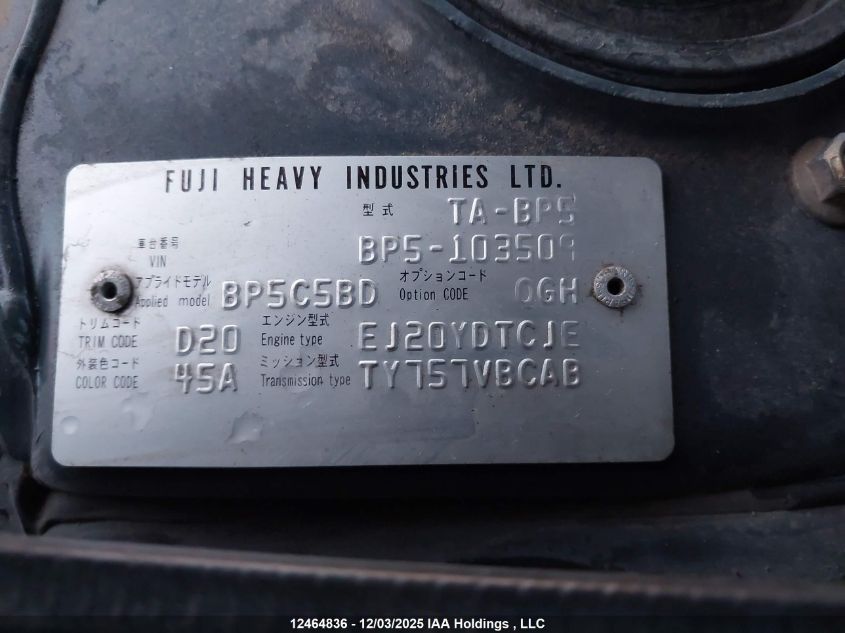 FUJI HEAVY INDUSTRIES LTD.
型式 TA-BP5
車台番号 VIN BP5-103509
アプライドモデル Applied model BP5C5BD オプションコード Option CODE QGH
トリムコード TRIM CODE D20 エンジン型式 Engine type EJ20YDTCJE
外装色コード COLOR CODE 45A ミッション型式 Transmission type TY757VBCAB
12464836 - 12/03/2025 IAA Holdings , LLC